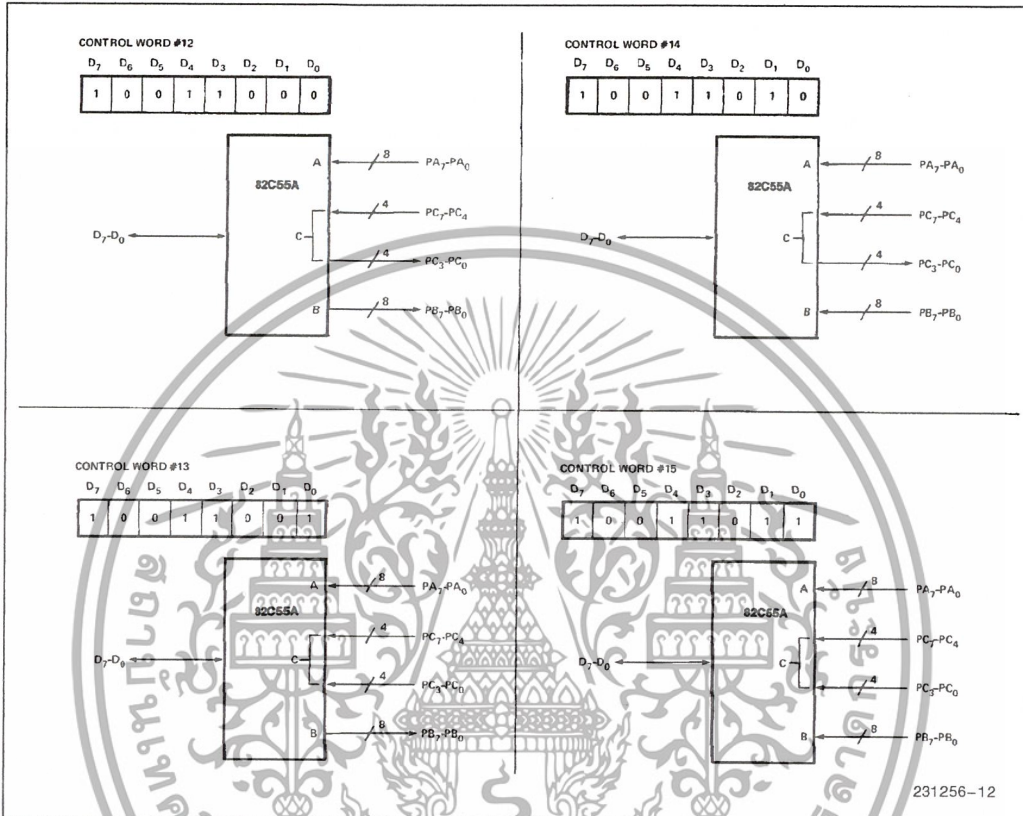 CONTROL WORD #12
D7 D6 D5 D4 D3 D2 D1 D0
1 0 0 1 1 0 0 0
82C55A
A
8
PA7-PA0
4
PC7-PC4
D7-D0
C
4
PC3-PC0
B
8
PB7-PB0
CONTROL WORD #14
D7 D6 D5 D4 D3 D2 D1 D0
1 0 0 1 1 0 1 0
82C55A
A
8
PA7-PA0
4
PC7-PC4
D7-D0
C
4
PC3-PC0
B
8
PB7-PB0
CONTROL WORD #13
D7 D6 D5 D4 D3 D2 D1 D0
1 0 0 1 1 0 0 1
82C55A
A
8
PA7-PA0
4
PC7-PC4
D7-D0
C
4
PC3-PC0
B
8
PB7-PB0
CONTROL WORD #15
D7 D6 D5 D4 D3 D2 D1 D0
1 0 0 1 1 0 1 1
82C55A
A
8
PA7-PA0
4
PC7-PC4
D7-D0
C
4
PC3-PC0
B
8
PB7-PB0
231256-12